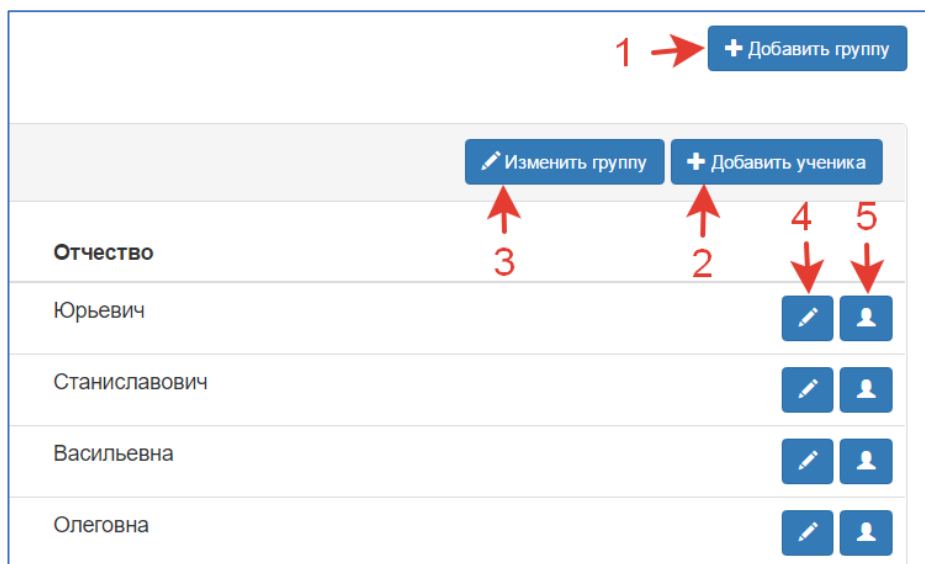 1 Добавить группу
Изменить группу Добавить ученика
4 5
Отчество 3 2
Юрьевич
Станиславович
Васильевна
Олеговна